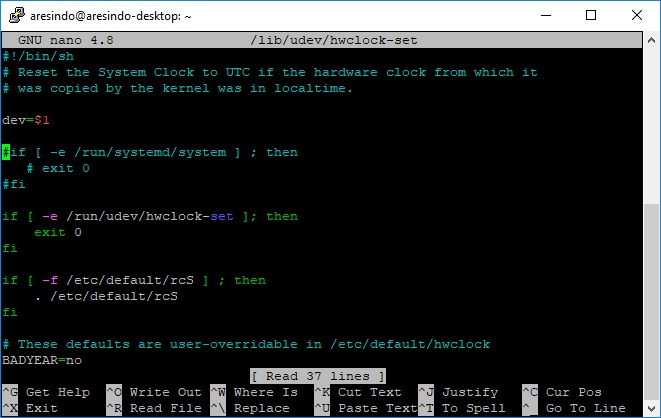 aresindo@aresindo-desktop: ~
GNU nano 4.8 /lib/udev/hwclock-set
#!/bin/sh
# Reset the System Clock to UTC if the hardware clock from which it
# was copied by the kernel was in localtime.
dev=$1
#if [ -e /run/systemd/system ] ; then
# exit 0
#fi
if [ -e /run/udev/hwclock-set ]; then
exit 0
fi
if [ -f /etc/default/rcS ] ; then
. /etc/default/rcS
fi
# These defaults are user-overridable in /etc/default/hwclock
BADYEAR=no
[ Read 37 lines ]
^G Get Help ^O Write Out ^W Where Is ^K Cut Text ^J Justify ^C Cur Pos
^X Exit ^R Read File ^\ Replace ^U Paste Text ^T To Spell ^_ Go To Line